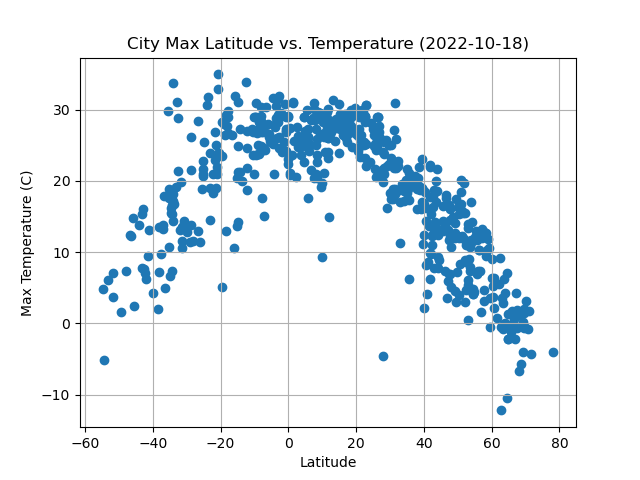 City Max Latitude vs. Temperature (2022-10-18)
Max Temperature (C)
30
20
10
0
−10
−60 −40 −20 0 20 40 60 80
Latitude